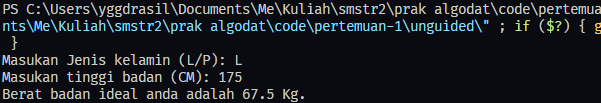 PS C:\Users\yggdrasil\Documents\Me\Kuliah\smstr2\prak algodat\code\pertemua
nts\Me\Kuliah\smstr2\prak algodat\code\pertemuan-1\unguided\" ; if ($?) { g
}
Masukan Jenis kelamin (L/P): L
Masukan tinggi badan (CM): 175
Berat badan ideal anda adalah 67.5 Kg.